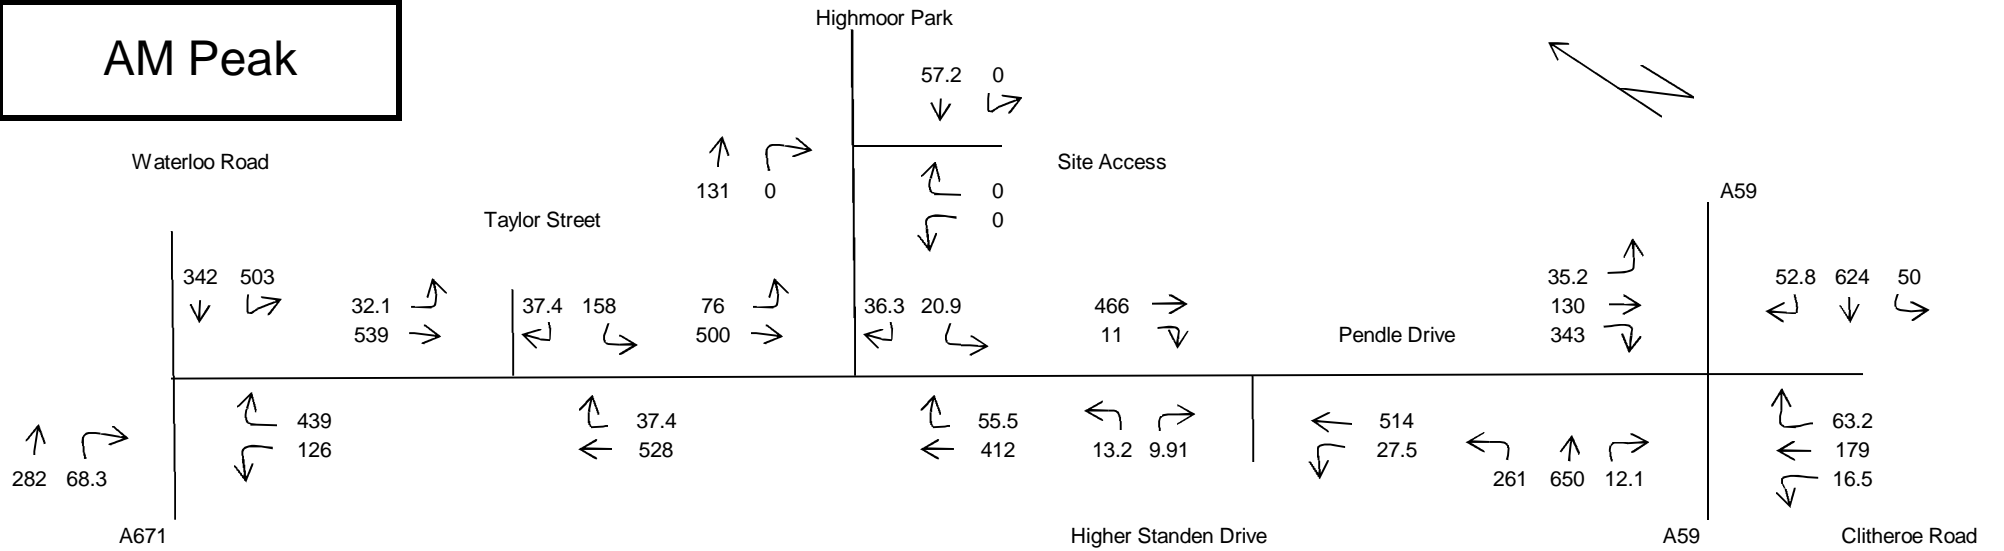 Highmoor Park
AM Peak
57.2 0
Waterloo Road
Site Access
131 0
0
A59
Taylor Street
0
342 503
35.2
52.8 624 50
32.1
37.4 158
76
36.3 20.9
466
130
539
500
11
Pendle Drive
343
439
37.4
55.5
514
63.2
126
528
412
13.2 9.91
27.5
179
282 68.3
261 650 12.1
16.5
A671
Higher Standen Drive
A59
Clitheroe Road